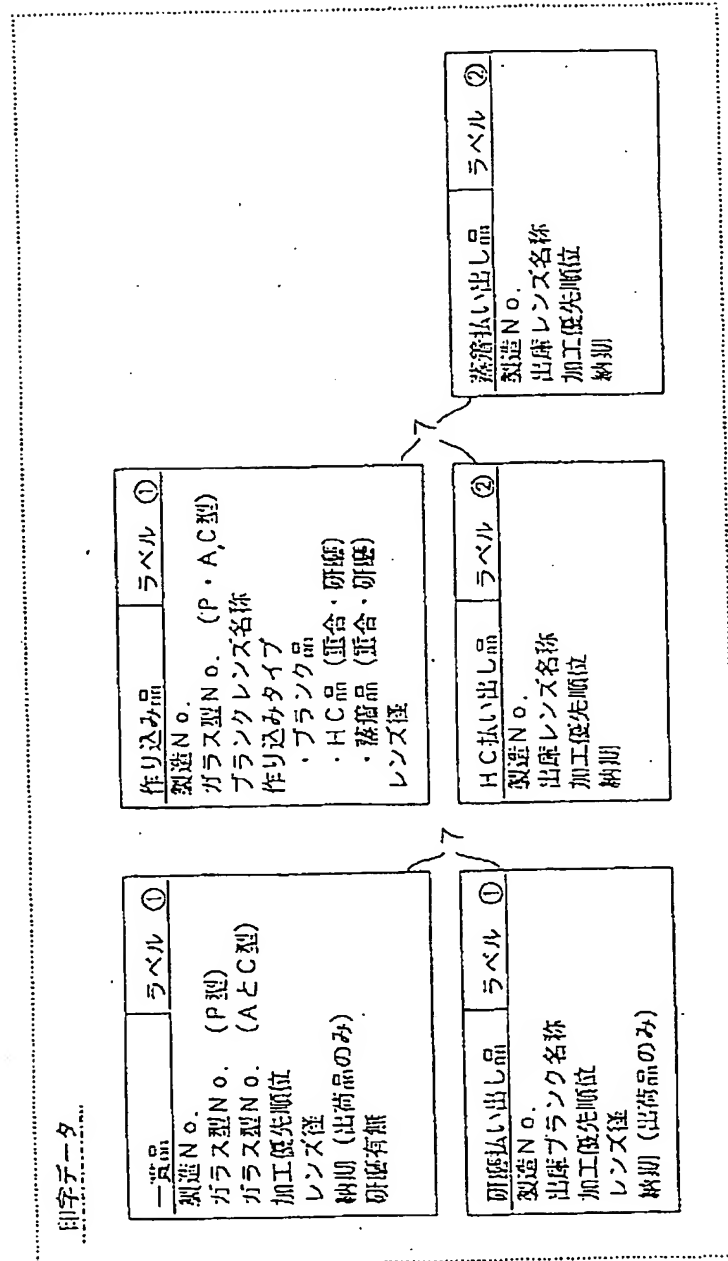 印字データ
一貫品 ラベル ①
製造No.
ガラス型No. (P型)
ガラス型No. (AとC型)
加工優先順位
レンズ径
納期 (出荷品のみ)
研磨有無
作り込み品 ラベル ①
製造No.
ガラス型No. (P・A,C型)
ブランクレンズ名称
作り込みタイプ
・ブランク品
・HC品 (重合・研磨)
・蒸着品 (重合・研磨)
レンズ径
7
7
研磨払い出し品 ラベル ①
製造No.
出庫ブランク名称
加工優先順位
レンズ径
納期 (出荷品のみ)
HC払い出し品 ラベル ②
製造No.
出庫レンズ名称
加工優先順位
納期
蒸着払い出し品 ラベル ②
製造No.
出庫レンズ名称
加工優先順位
納期